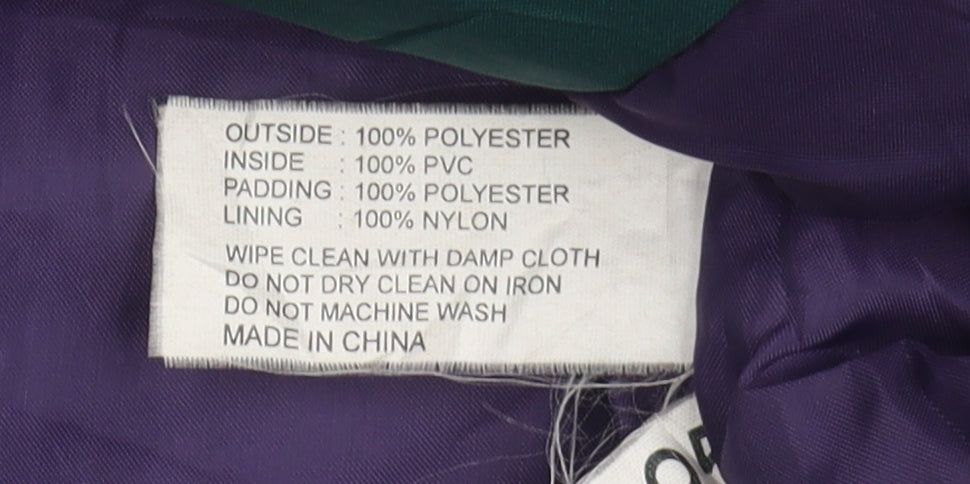 OUTSIDE : 100% POLYESTER
INSIDE : 100% PVC
PADDING : 100% POLYESTER
LINING : 100% NYLON
WIPE CLEAN WITH DAMP CLOTH
DO NOT DRY CLEAN ON IRON
DO NOT MACHINE WASH
MADE IN CHINA